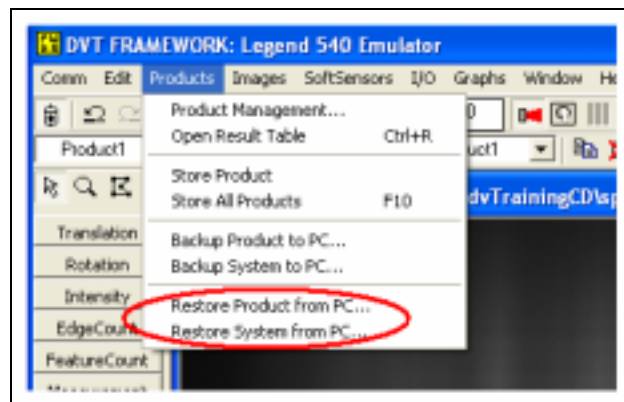 DVT FRAMEWORK: Legend 540 Emulator
Comm Edit Products Images SoftSensors I/O Graphs Window
Product Management...
Open Result Table Ctrl+R
Product1
Store Product
Store All Products F10
Translation
Backup Product to PC...
Rotation
Backup System to PC...
Intensity
Restore Product from PC...
EdgeCount
Restore System from PC...
FeatureCount